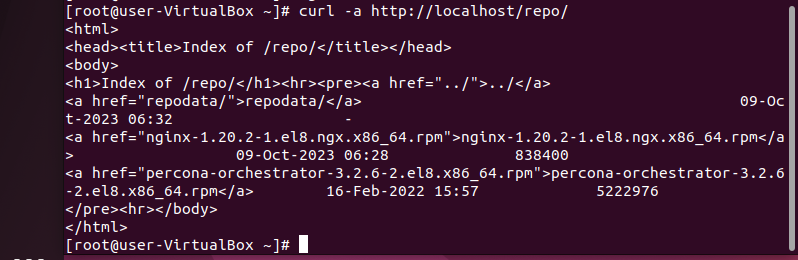 [root@user-VirtualBox ~]# curl -a http://localhost/repo/
<html>
<head><title>Index of /repo/</title></head>
<body>
<h1>Index of /repo/</h1><hr><pre><a href="../">../</a>
<a href="repodata/">repodata/</a>                                                  09-Oc
t-2023 06:32                   -
<a href="nginx-1.20.2-1.el8.ngx.x86_64.rpm">nginx-1.20.2-1.el8.ngx.x86_64.rpm</a
>                  09-Oct-2023 06:28              838400
<a href="percona-orchestrator-3.2.6-2.el8.x86_64.rpm">percona-orchestrator-3.2.6
-2.el8.x86_64.rpm</a>        16-Feb-2022 15:57             5222976
</pre><hr></body>
</html>
[root@user-VirtualBox ~]#